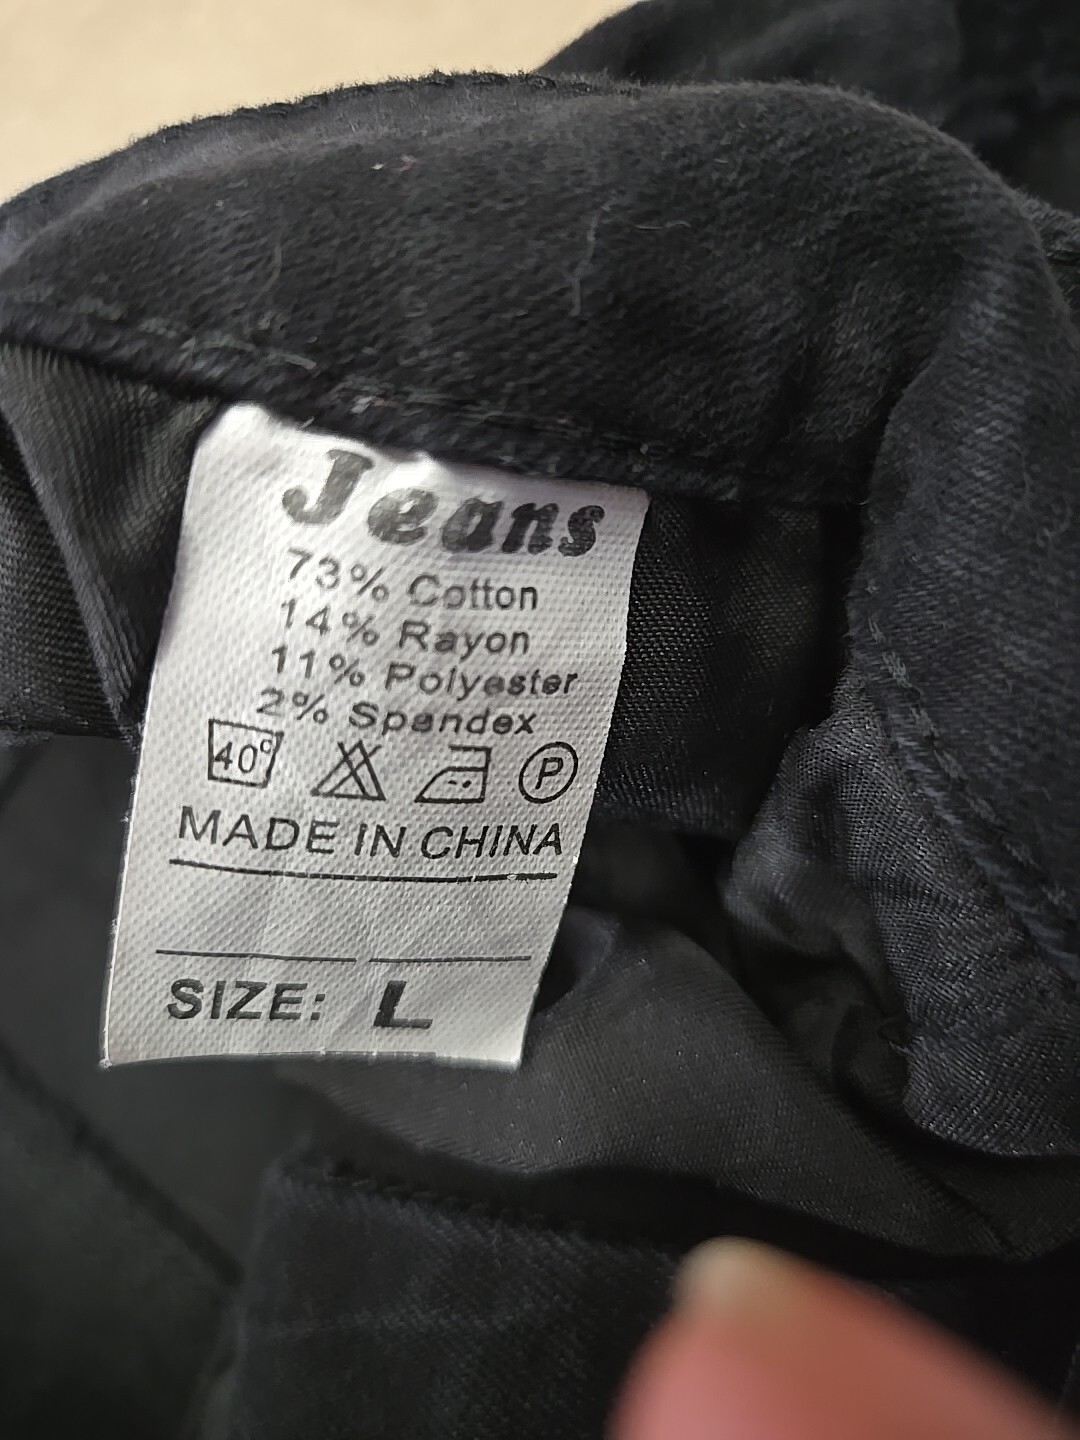 Jeans
73% Cotton
14% Rayon
11% Polyester
2% Spandex
40° P
MADE IN CHINA
SIZE: L